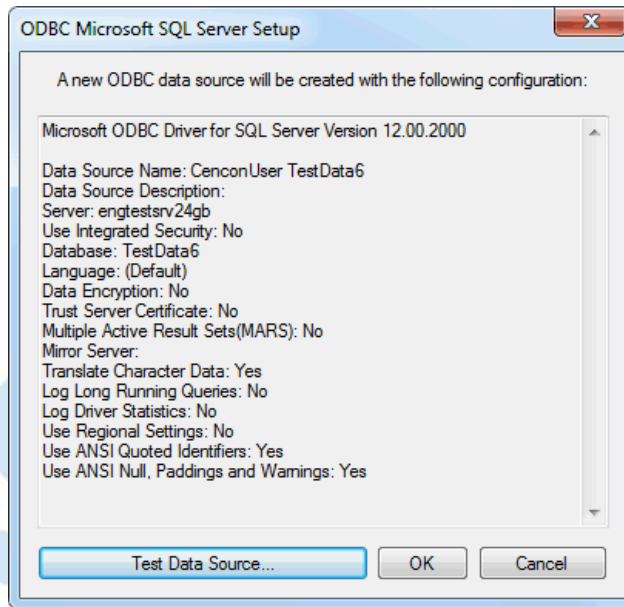 ODBC Microsoft SQL Server Setup
A new ODBC data source will be created with the following configuration:
Microsoft ODBC Driver for SQL Server Version 12.00.2000
Data Source Name: CenconUser TestData6
Data Source Description:
Server: engtestsrv24gb
Use Integrated Security: No
Database: TestData6
Language: (Default)
Data Encryption: No
Trust Server Certificate: No
Multiple Active Result Sets(MARS): No
Mirror Server:
Translate Character Data: Yes
Log Long Running Queries: No
Log Driver Statistics: No
Use Regional Settings: No
Use ANSI Quoted Identifiers: Yes
Use ANSI Null, Paddings and Warnings: Yes
Test Data Source... OK Cancel